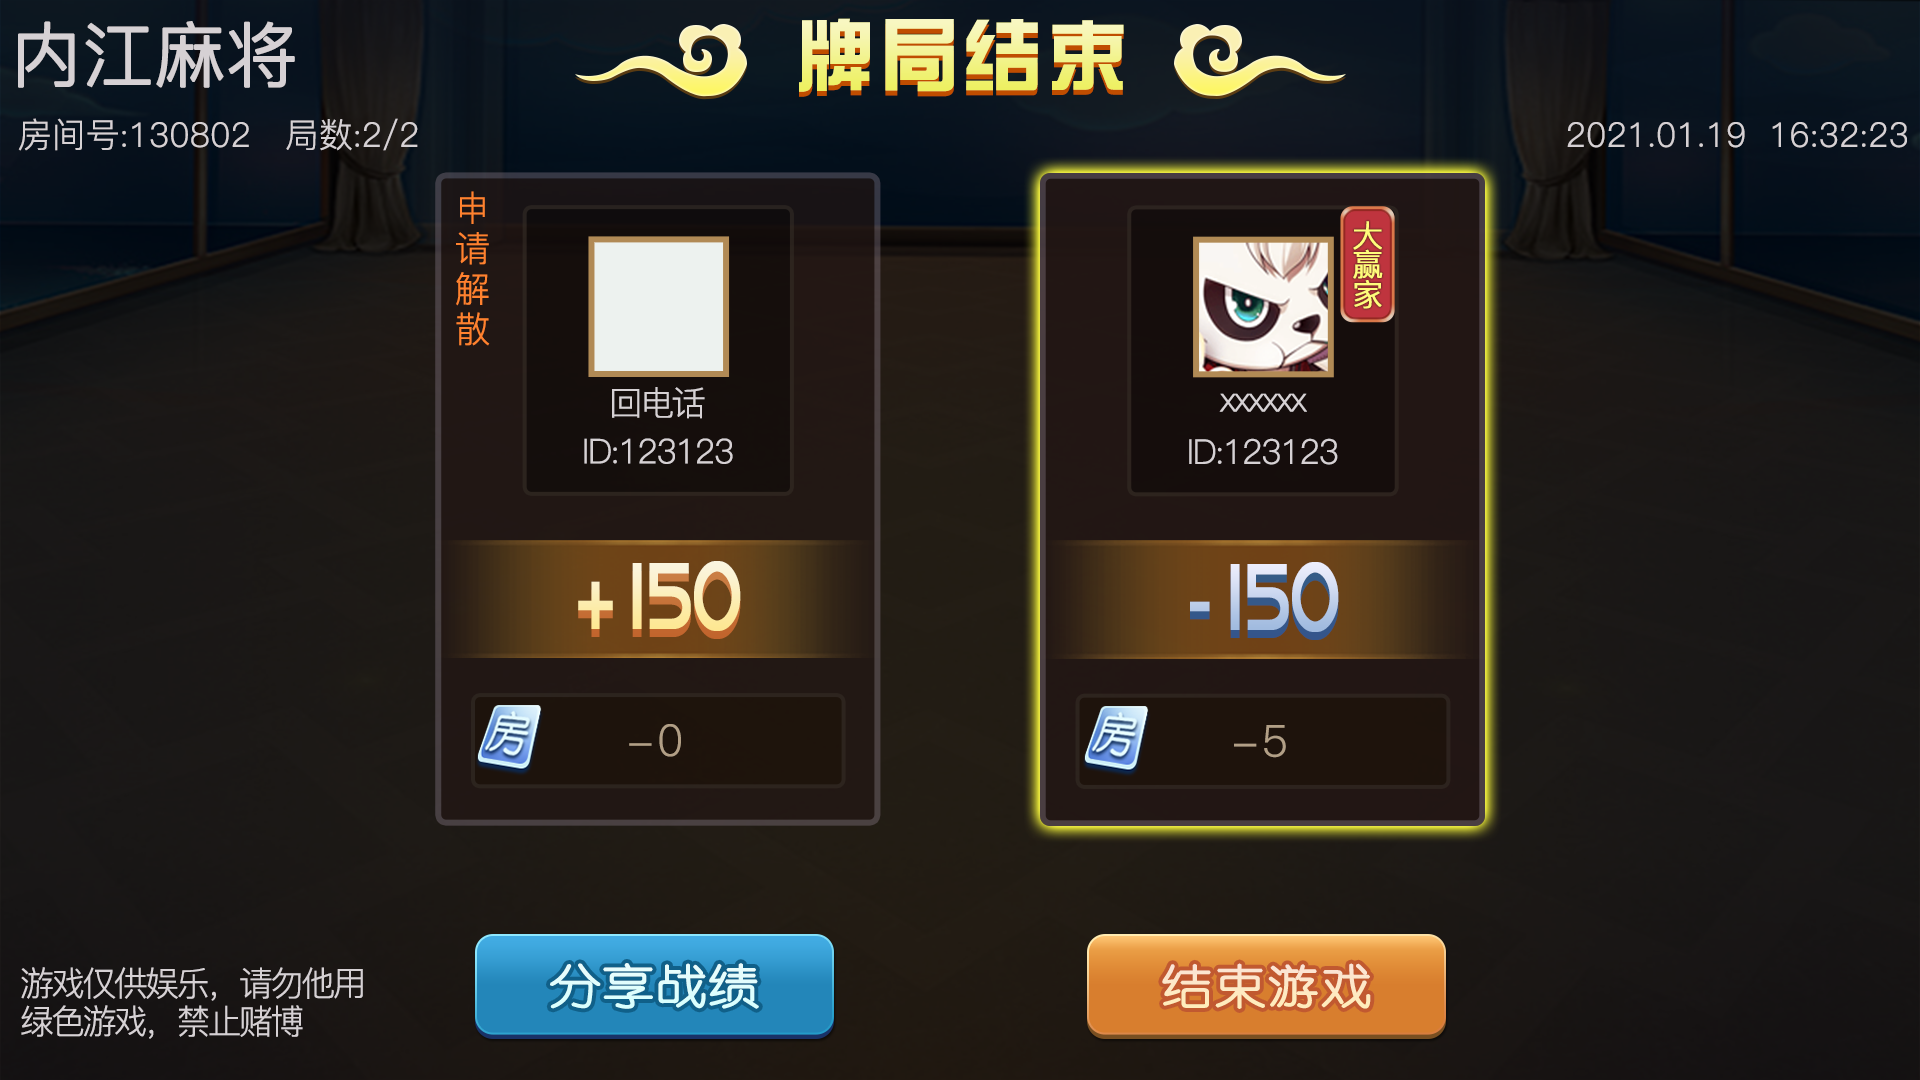 内江麻将
牌局结束
房间号:130802 局数:2/2
2021.01.19 16:32:23
申请解散
回电话
ID:123123
+150
房
-0
大赢家
xxxxxx
ID:123123
-150
房
-5
游戏仅供娱乐，请勿他用
绿色游戏，禁止赌博
分享战绩
结束游戏